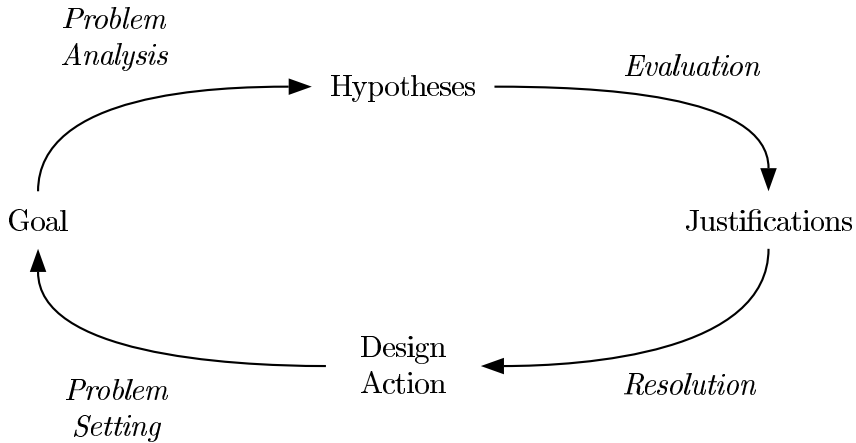 Problem
Analysis
Evaluation
Hypotheses
Goal
Justifications
Design
Action
Problem
Setting
Resolution